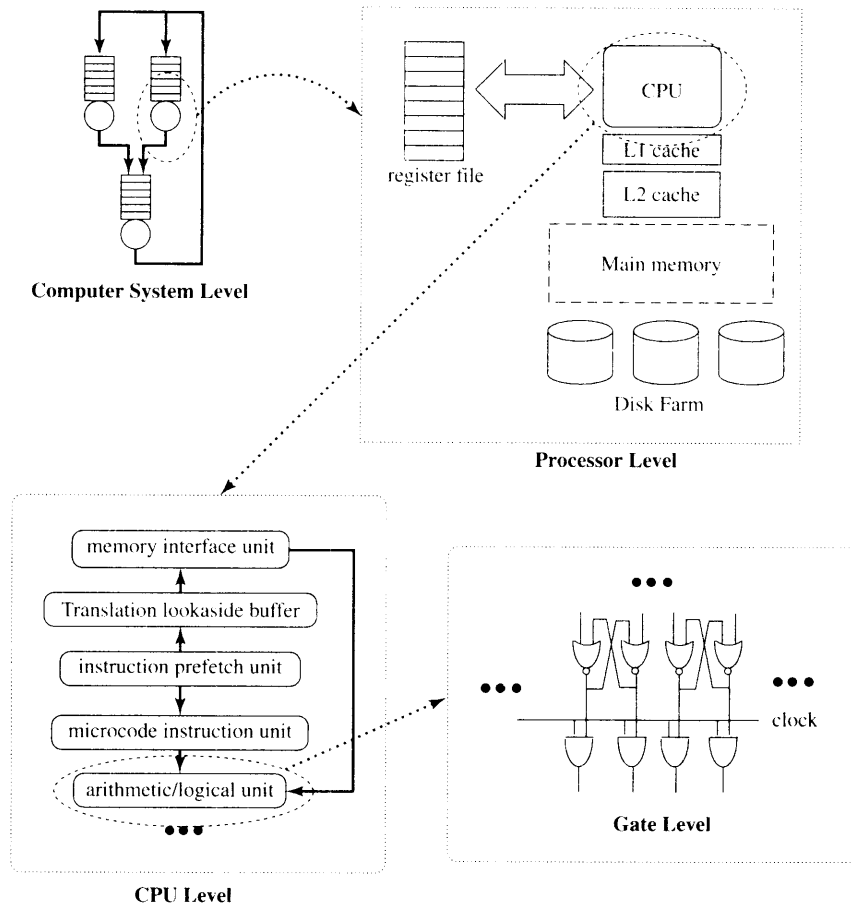 CPU
L1 cache
register file
L2 cache
Main memory
Computer System Level
Disk Farm
Processor Level
memory interface unit
Translation lookaside buffer
instruction prefetch unit
microcode instruction unit
clock
arithmetic/logical unit
Gate Level
CPU Level